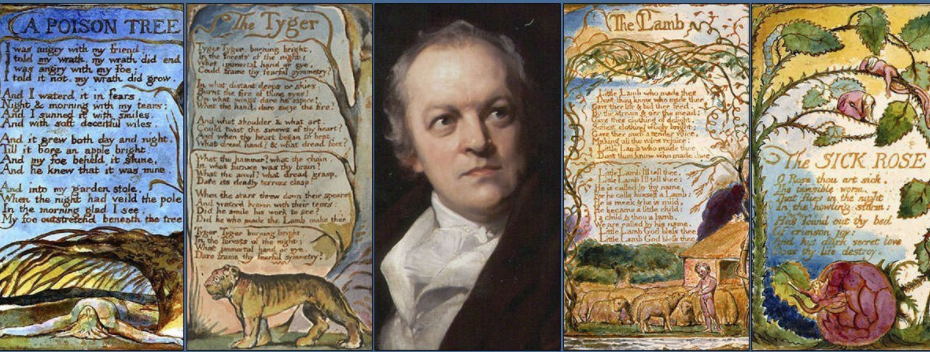 A POISON TREE
I was angry with my friend;
I told my wrath, my wrath did end.
I was angry with my foe:
I told it not, my wrath did grow.
And I waterd it in fears,
Night & morning with my tears:
And I sunned it with smiles,
And with soft deceitful wiles.
And it grew both day and night,
Till it bore an apple bright.
And my foe beheld it shine,
And he knew that it was mine.
And into my garden stole,
When the night had veild the pole;
In the morning glad I see,
My foe outstretchd beneath the tree
The Tyger
Tyger Tyger, burning bright,
In the forests of the night:
What immortal hand or eye,
Could frame thy fearful symmetry?
In what distant deeps or skies
Burnt the fire of thine eyes?
On what wings dare he aspire?
What the hand, dare sieze the fire?
And what shoulder, & what art,
Could twist the sinews of thy heart?
And when thy heart began to beat,
What dread hand? & what dread feet?
What the hammer? what the chain
In what furnace was thy brain?
What the anvil? what dread grasp,
Dare its deadly terrors clasp
When the stars threw down their spears
And water'd heaven with their tears:
Did he smile his work to see?
Did he who made the Lamb make thee
Tyger Tyger burning bright,
In the forests of the night:
What immortal hand or eye,
Dare frame thy fearful symmetry?
The Lamb
Little Lamb who made thee
Dost thou know who made thee
Gave thee life & bid thee feed,
By the stream & o'er the mead;
Gave thee clothing of delight,
Softest clothing wooly bright;
Gave thee such a tender voice,
Making all the vales rejoice:
Little Lamb who made thee
Dost thou know who made thee
Little Lamb I'll tell thee,
Little Lamb I'll tell thee;
He is called by thy name,
For he calls himself a Lamb:
He is meek & he is mild,
He became a little child:
I a child & thou a lamb,
We are called by his name,
Little Lamb God bless thee,
Little Lamb God bless thee.
The SICK ROSE
O Rose thou art sick.
The invisible worm,
That flies in the night
In the howling storm:
Has found out thy bed
Of crimson joy:
And his dark secret love
Does thy life destroy.